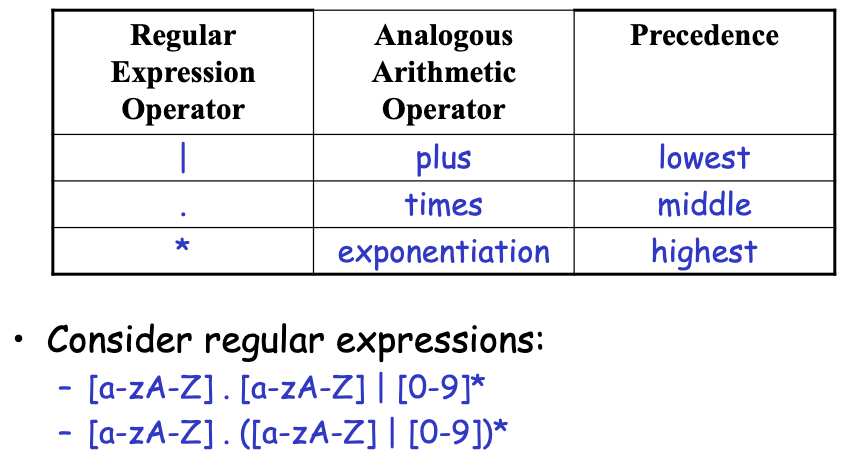 Regular Expression Operator
Analogous Arithmetic Operator
Precedence
| plus lowest
. times middle
* exponentiation highest
• Consider regular expressions:
– [a-zA-Z] . [a-zA-Z] | [0-9]*
– [a-zA-Z] . ([a-zA-Z] | [0-9])*